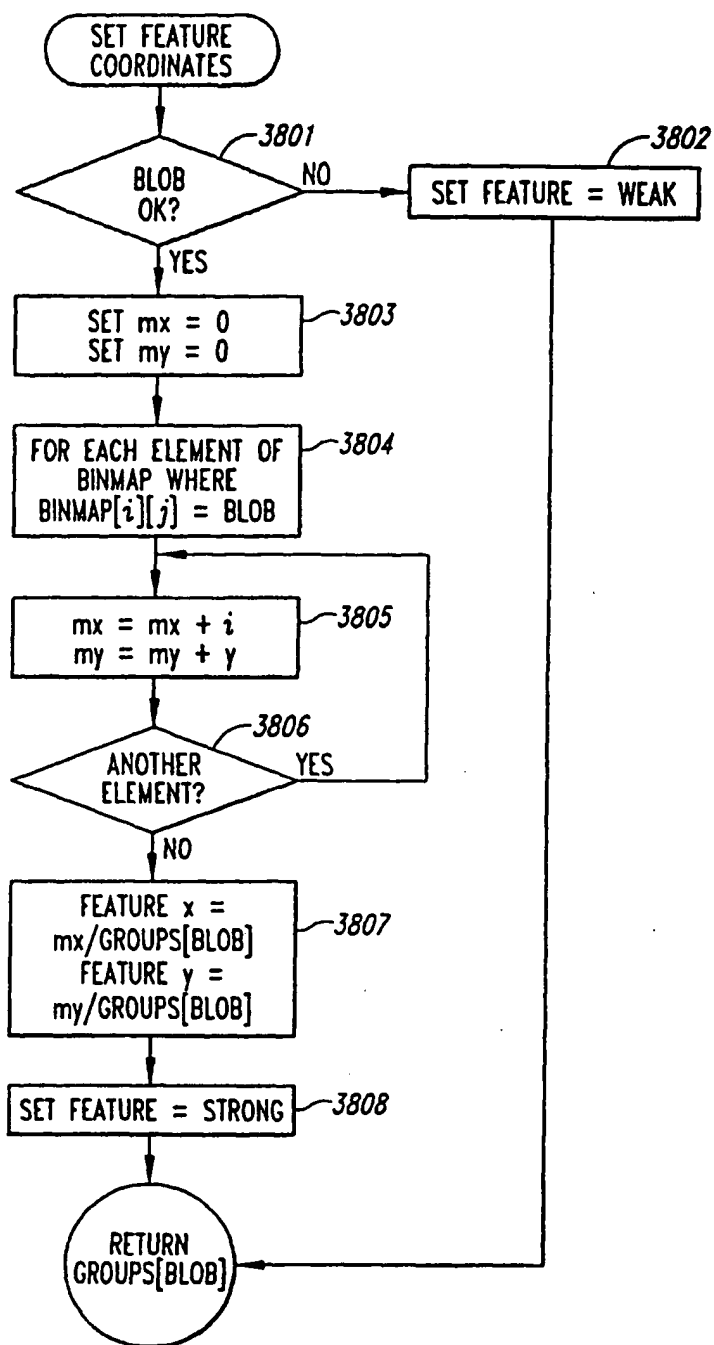 SET FEATURE
COORDINATES
3801
BLOB
OK?
NO
3802
SET FEATURE = WEAK
YES
SET mx = 0
SET my = 0
3803
FOR EACH ELEMENT OF
BINMAP WHERE
BINMAP[i][j] = BLOB
3804
mx = mx + i
my = my + y
3805
3806
ANOTHER
ELEMENT?
YES
NO
FEATURE x =
mx/GROUPS[BLOB]
FEATURE y =
my/GROUPS[BLOB]
3807
SET FEATURE = STRONG
3808
RETURN
GROUPS[BLOB]